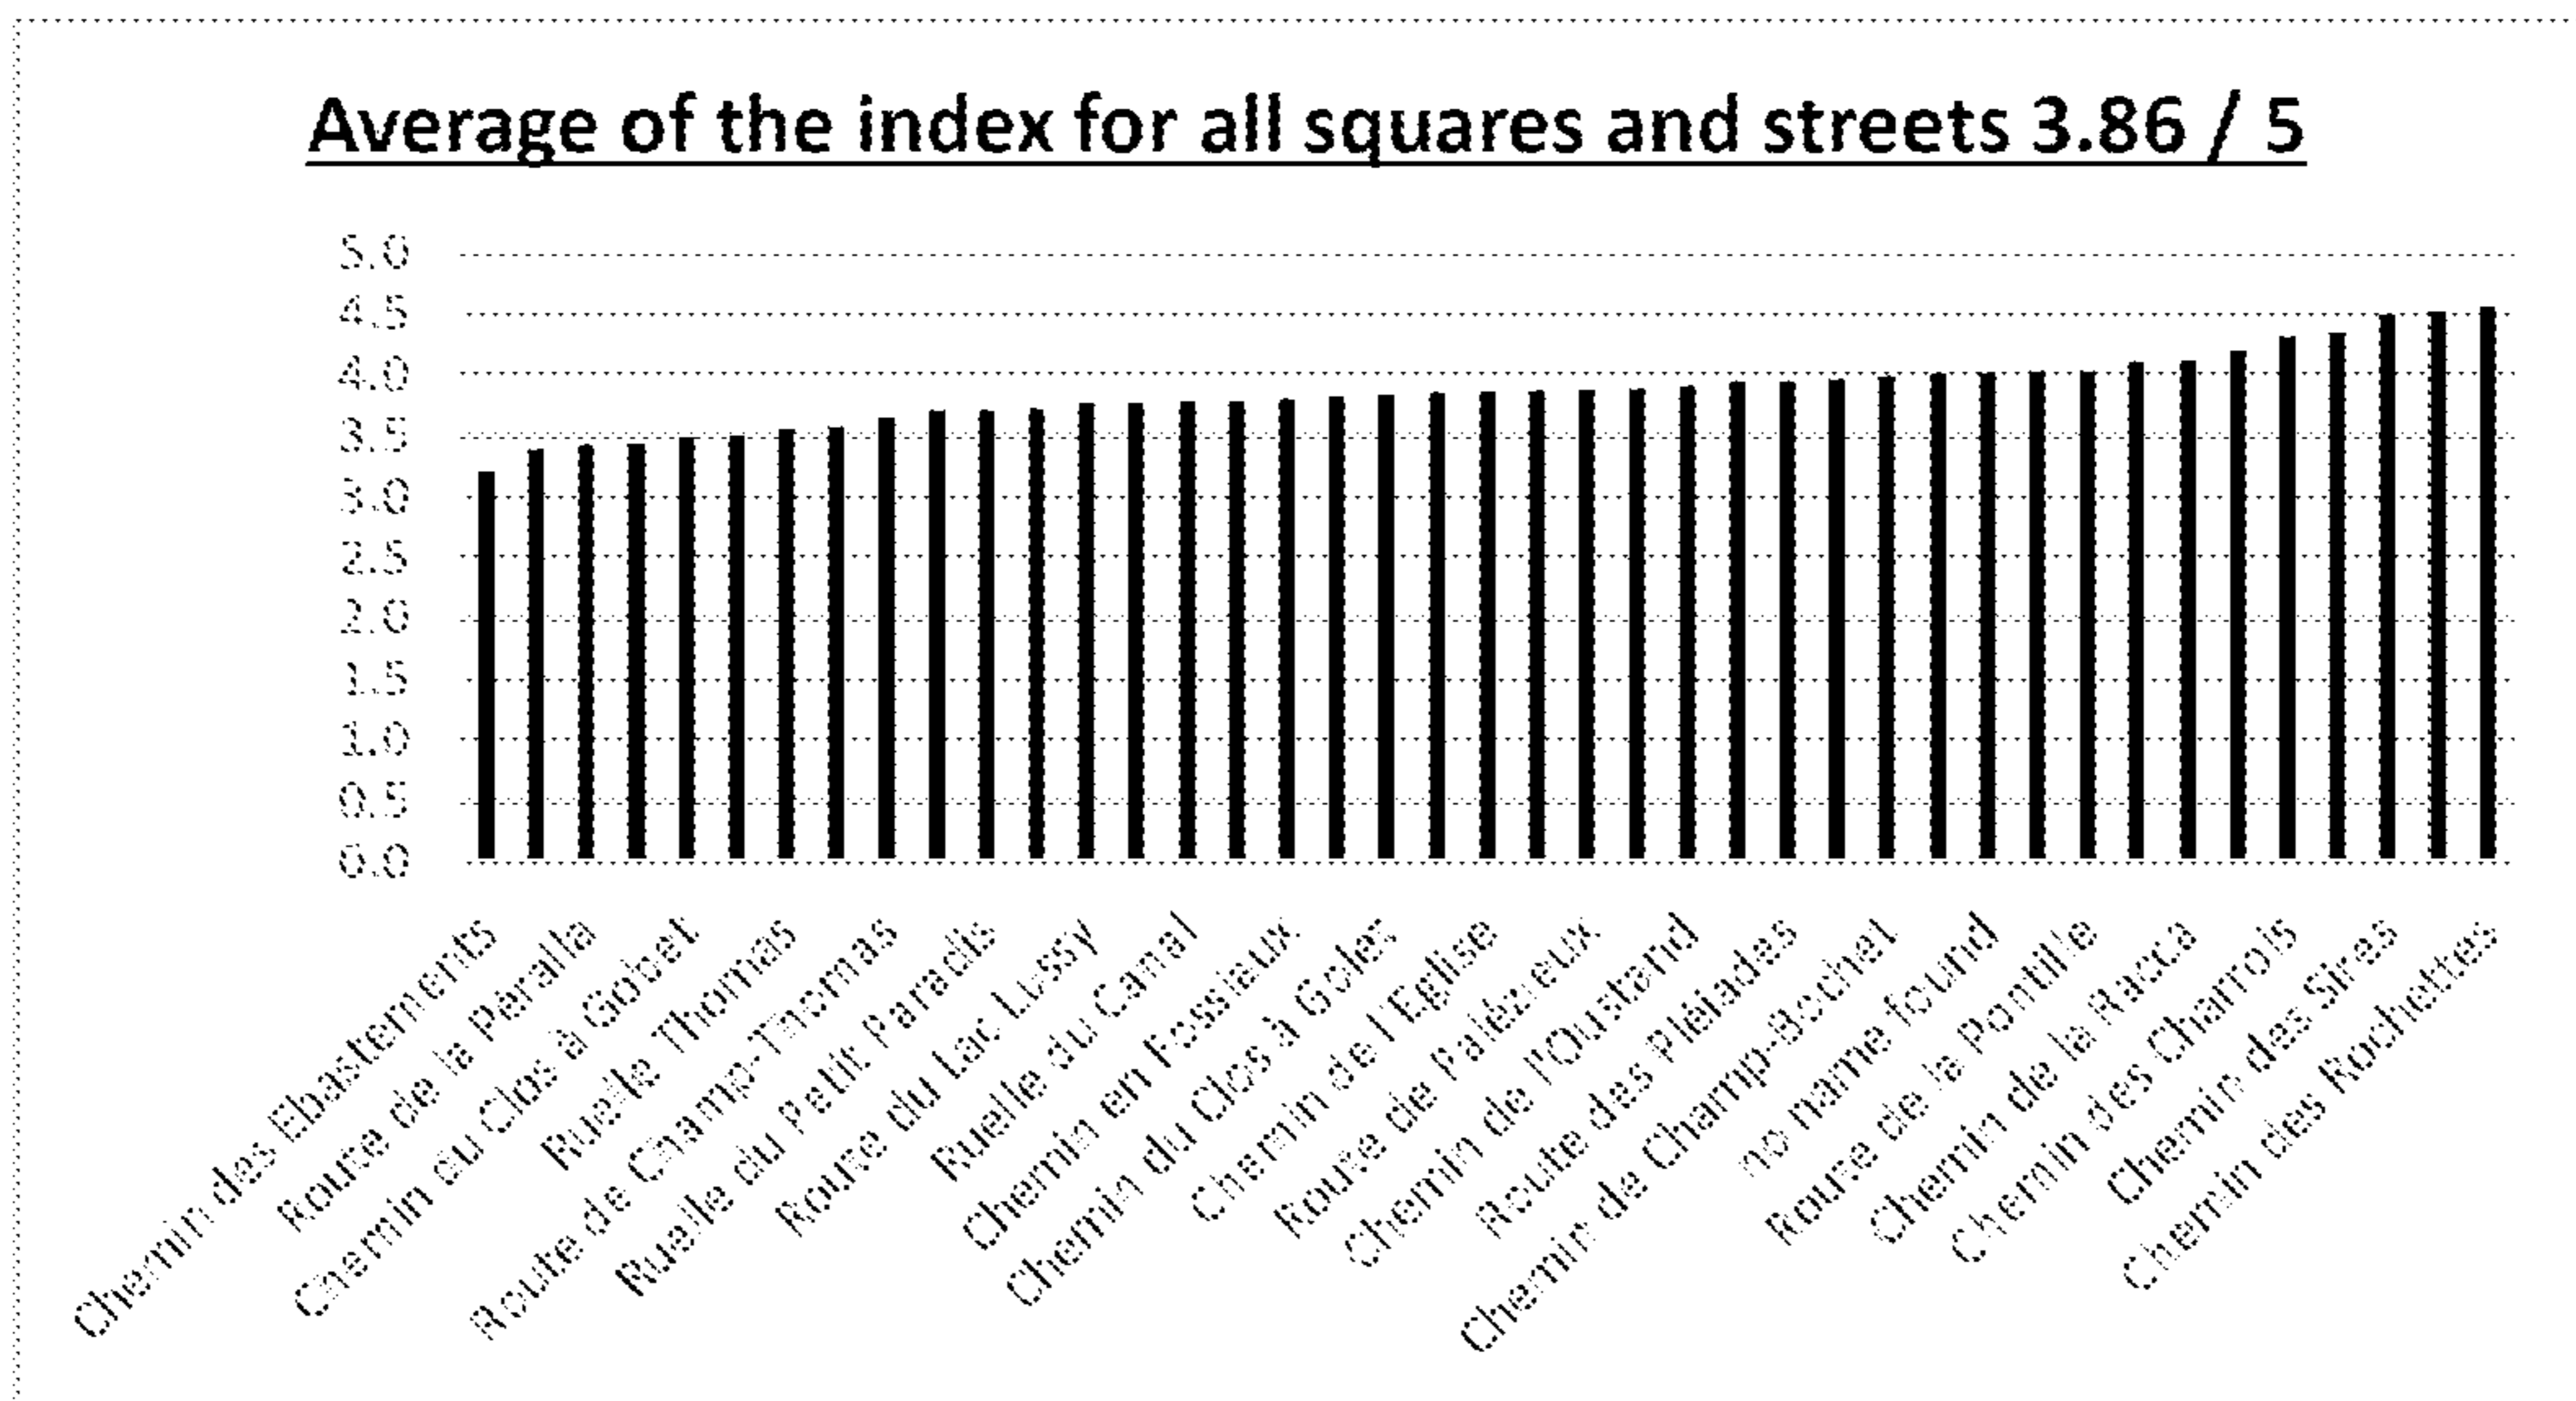 Average of the index for all squares and streets 3.86 / 5
5.0
4.5
4.0
3.5
3.0
2.5
2.0
1.5
1.0
0.5
0.0
Chemin des Ebastements
Route de la Péralla
Chemin du Clos à Gobet
Ruelle Thomas
Route de Champ-Thomas
Ruelle du Petit Paradis
Route du Lac Lussy
Ruelle du Canal
Chemin en Fossiaux
Chemin du Clos à Golex
Chemin de l'Eglise
Route de Palézieux
Chemin de l'Oustand
Route des Pléiades
Chemin de Champ-Bochet
no name found
Route de la Pontille
Chemin de la Racca
Chemin des Charrois
Chemin des Sires
Chemin des Rochettes